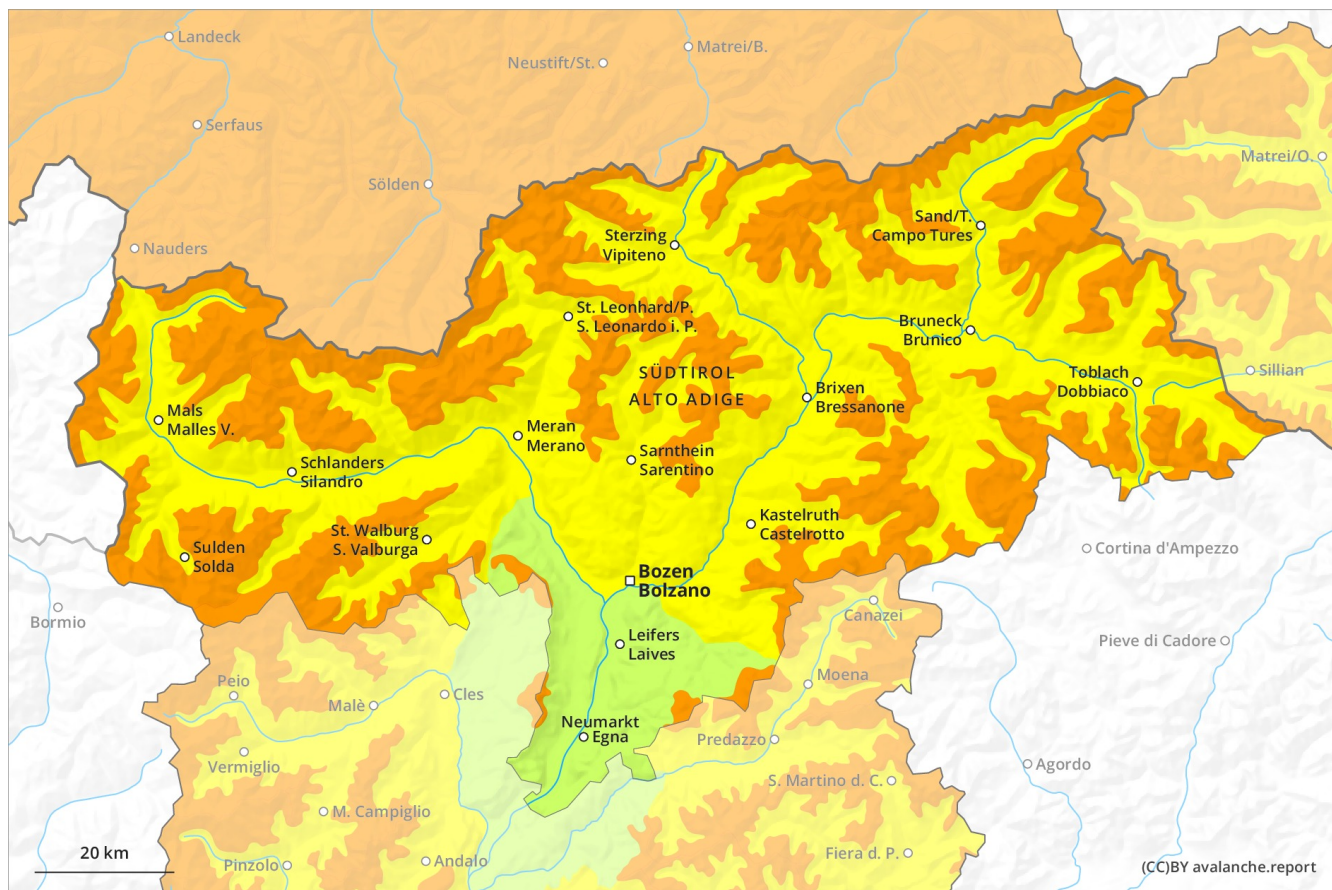 Landeck
Matrei/B.
Neustift/St.
Serfaus
Matrei/O.
Sölden
Sand/T.
Campo Tures
Sterzing
Vipiteno
Nauders
St. Leonhard/P.
S. Leonardo i. P.
Bruneck
Brunico
SÜDTIROL
ALTO ADIGE
Toblach
Dobbiaco
Sillian
Brixen
Bressanone
Mals
Malles V.
Meran
Merano
Sarnthein
Sarentino
Schlanders
Silandro
Kastelruth
Castelrotto
St. Walburg
S. Valburga
Sulden
Solda
Cortina d'Ampezzo
Bozen
Bolzano
Bormio
Canazei
Leifers
Laives
Pieve di Cadore
Peio
Moena
Cles
Malè
Neumarkt
Egna
Predazzo
Vermiglio
Agordo
S. Martino d. C.
M. Campiglio
20 km
Pinzolo
Andalo
Fiera d. P.
(CC)BY avalanche.report